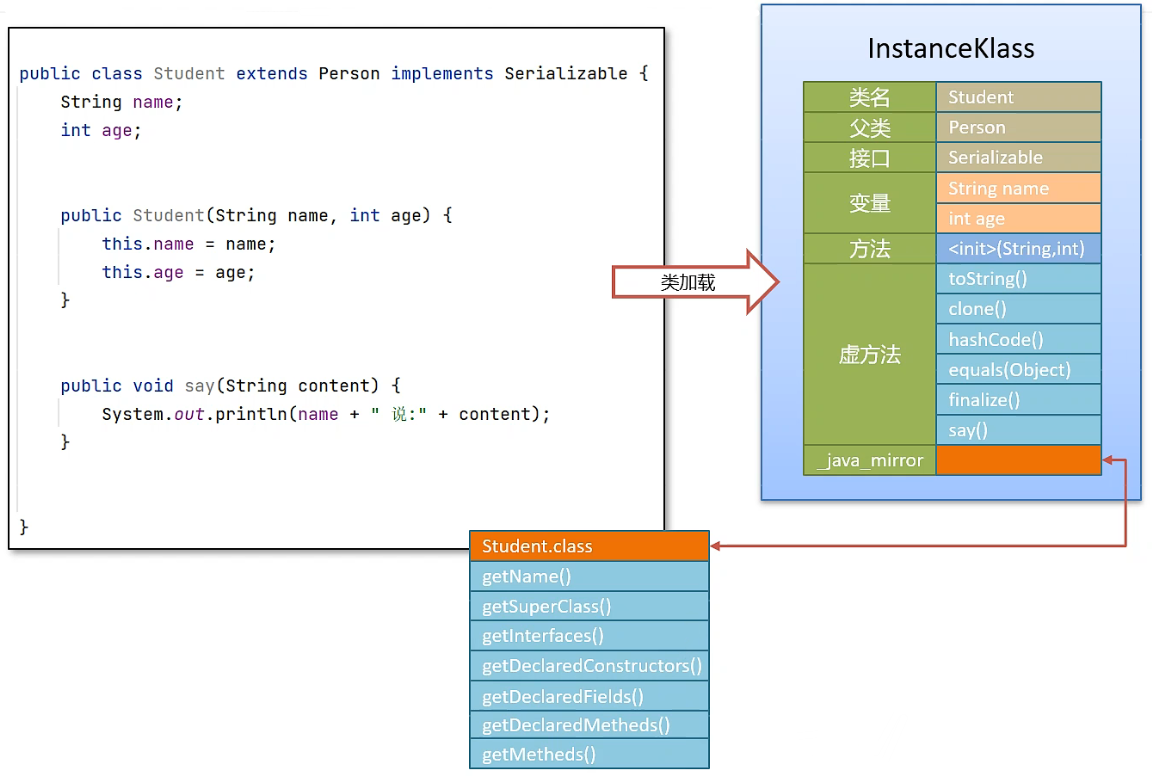 public class Student extends Person implements Serializable {
String name;
int age;
public Student(String name, int age) {
this.name = name;
this.age = age;
}
public void say(String content) {
System.out.println(name + " 说:" + content);
}
}
类加载
InstanceKlass
类名 Student
父类 Person
接口 Serializable
变量 String name
int age
方法 <init>(String,int)
虚方法 toString()
clone()
hashCode()
equals(Object)
finalize()
say()
_java_mirror
Student.class
getName()
getSuperClass()
getInterfaces()
getDeclaredConstructors()
getDeclaredFields()
getDeclaredMetheds()
getMetheds()